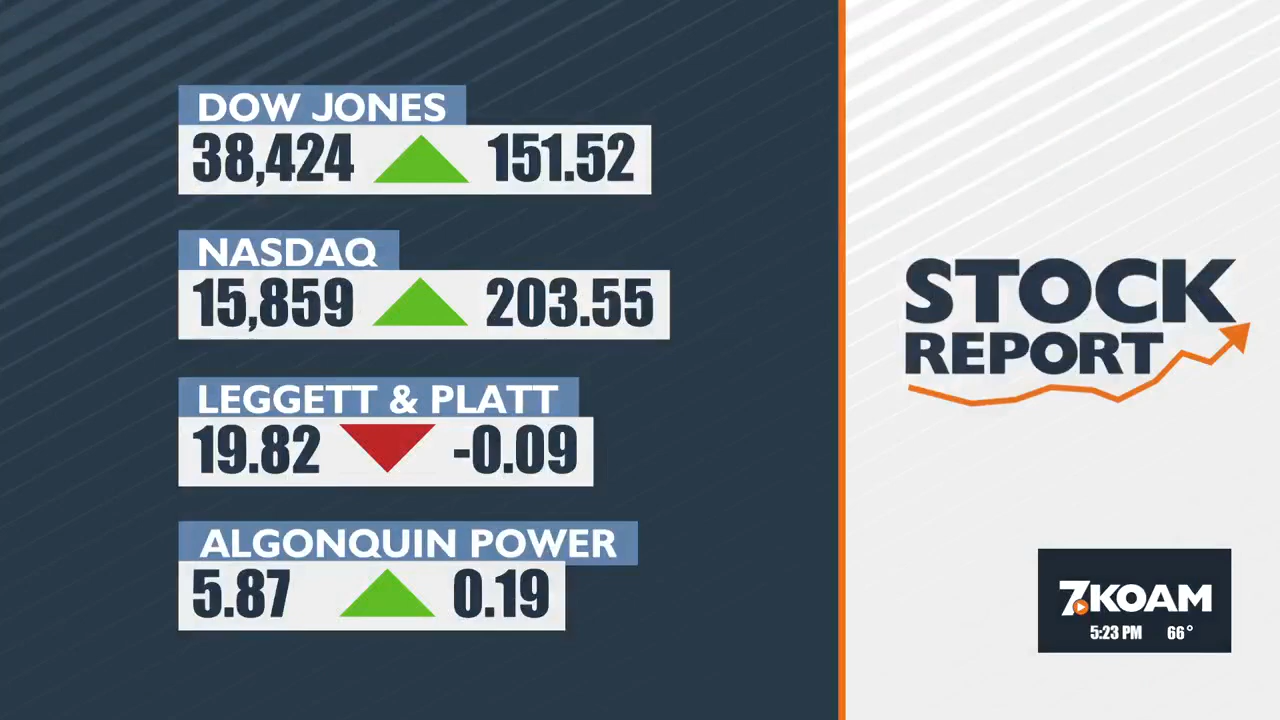 DOW JONES
38,424 151.52
NASDAQ
15,859 203.55
LEGGETT & PLATT
19.82 -0.09
ALGONQUIN POWER
5.87 0.19
STOCK
REPORT
7KOAM
5:23 PM 66°